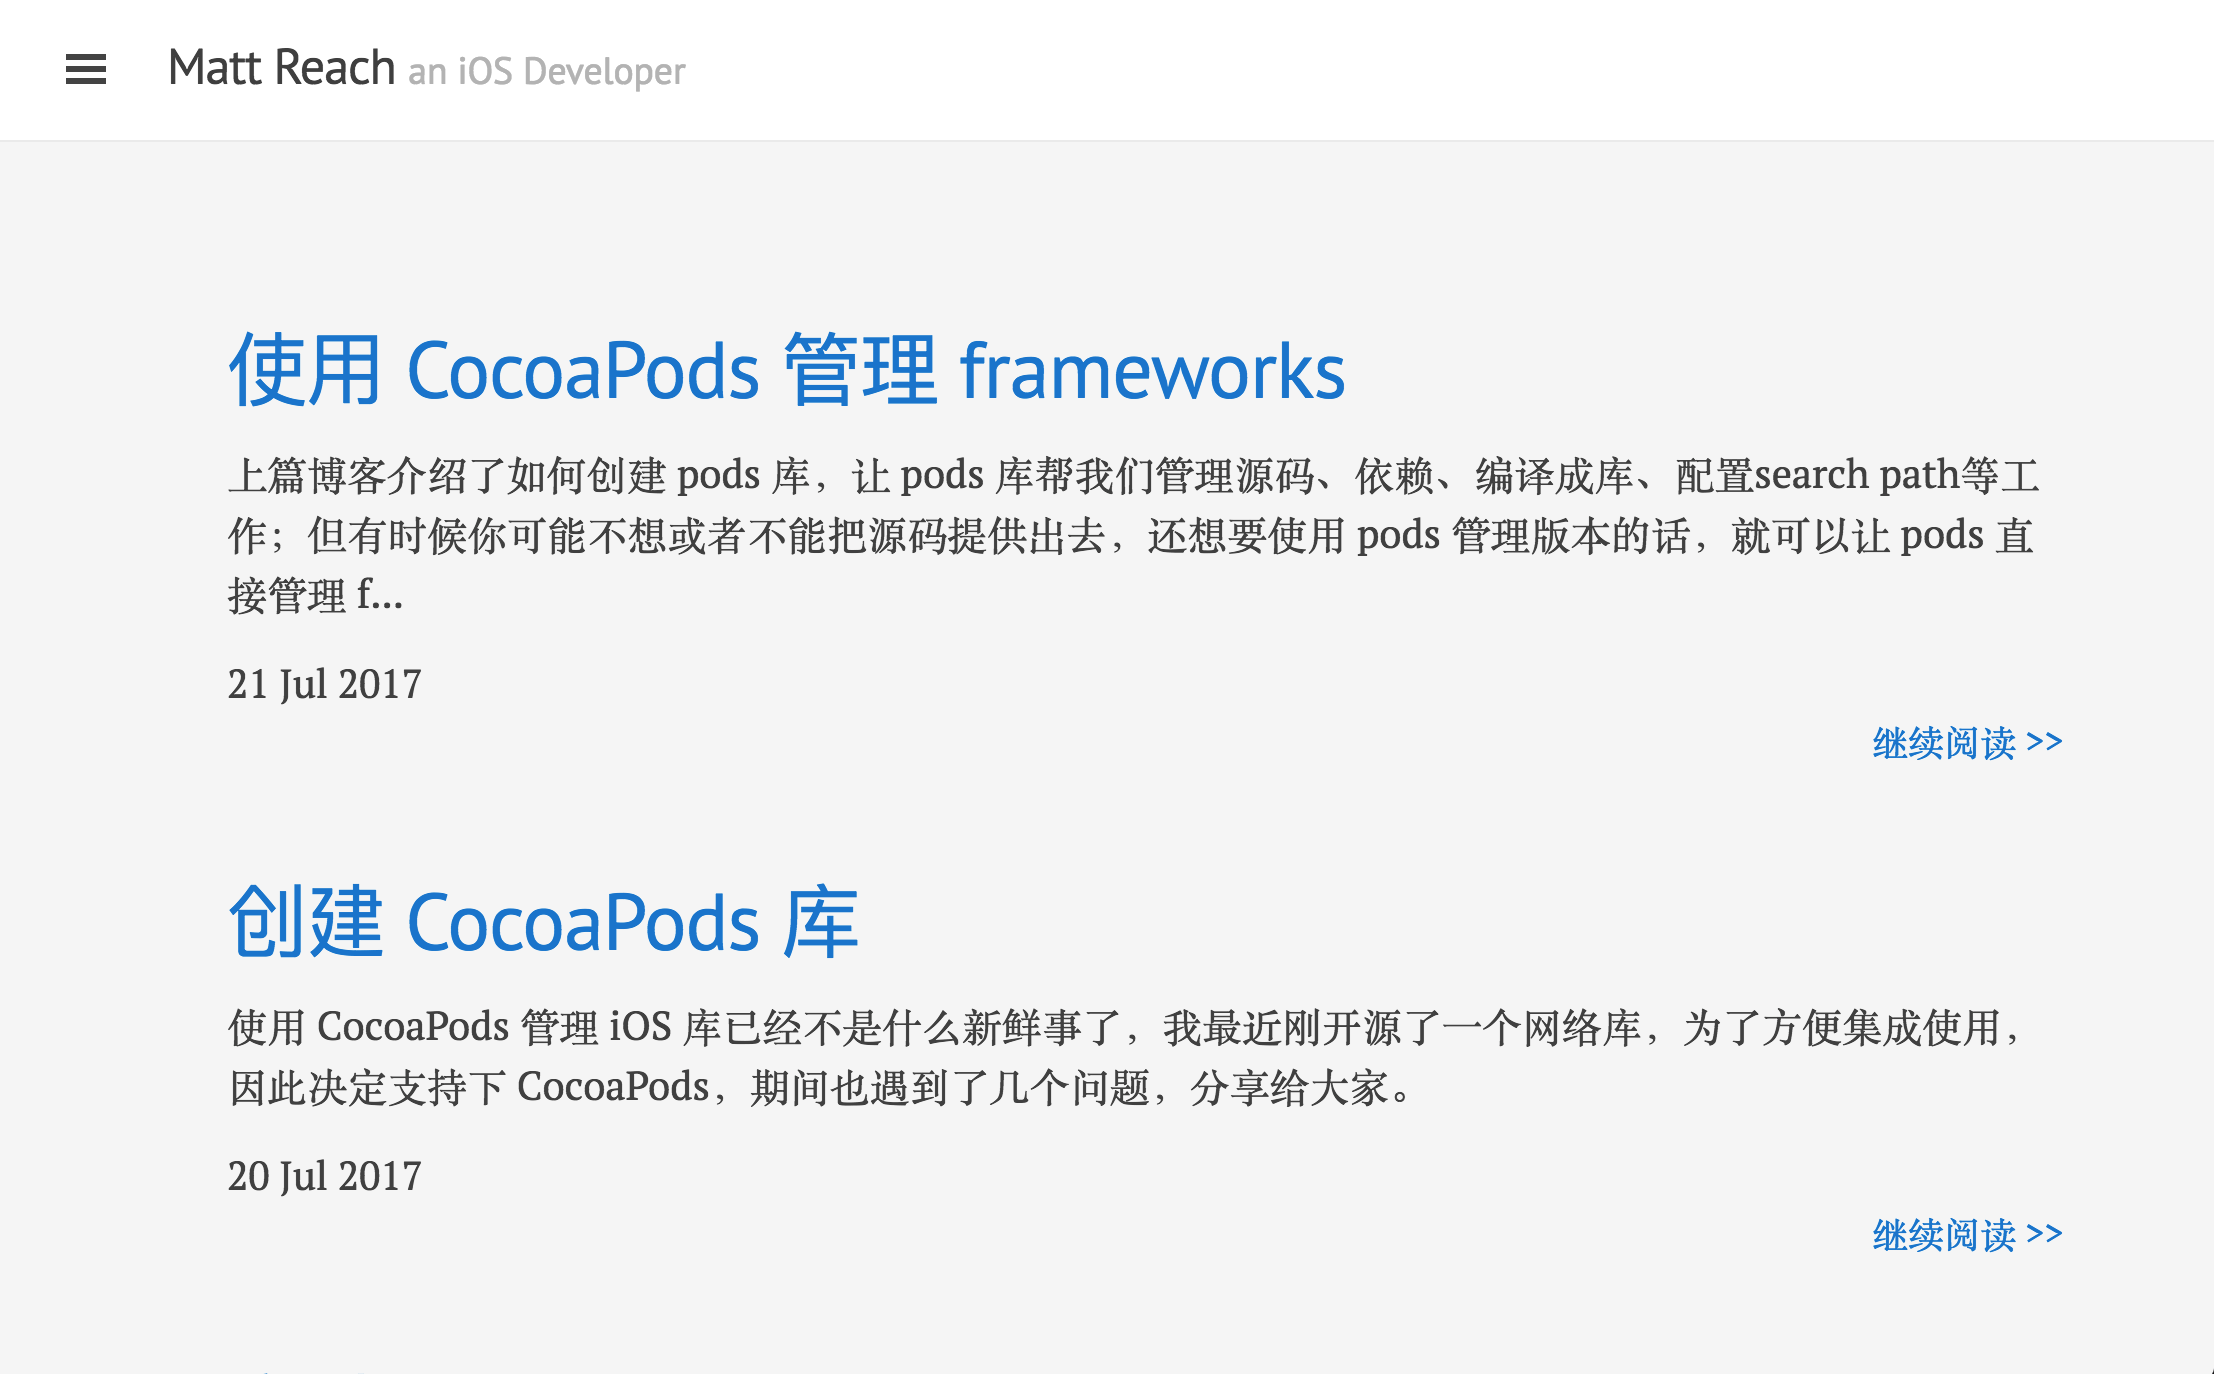 Matt Reach an iOS Developer
使用 CocoaPods 管理 frameworks
上篇博客介绍了如何创建 pods 库，让 pods 库帮我们管理源码、依赖、编译成库、配置search path等工
作；但有时候你可能不想或者不能把源码提供出去，还想要使用 pods 管理版本的话，就可以让 pods 直
接管理 f...
21 Jul 2017
继续阅读 >>
创建 CocoaPods 库
使用 CocoaPods 管理 iOS 库已经不是什么新鲜事了，我最近刚开源了一个网络库，为了方便集成使用，
因此决定支持下 CocoaPods，期间也遇到了几个问题，分享给大家。
20 Jul 2017
继续阅读 >>